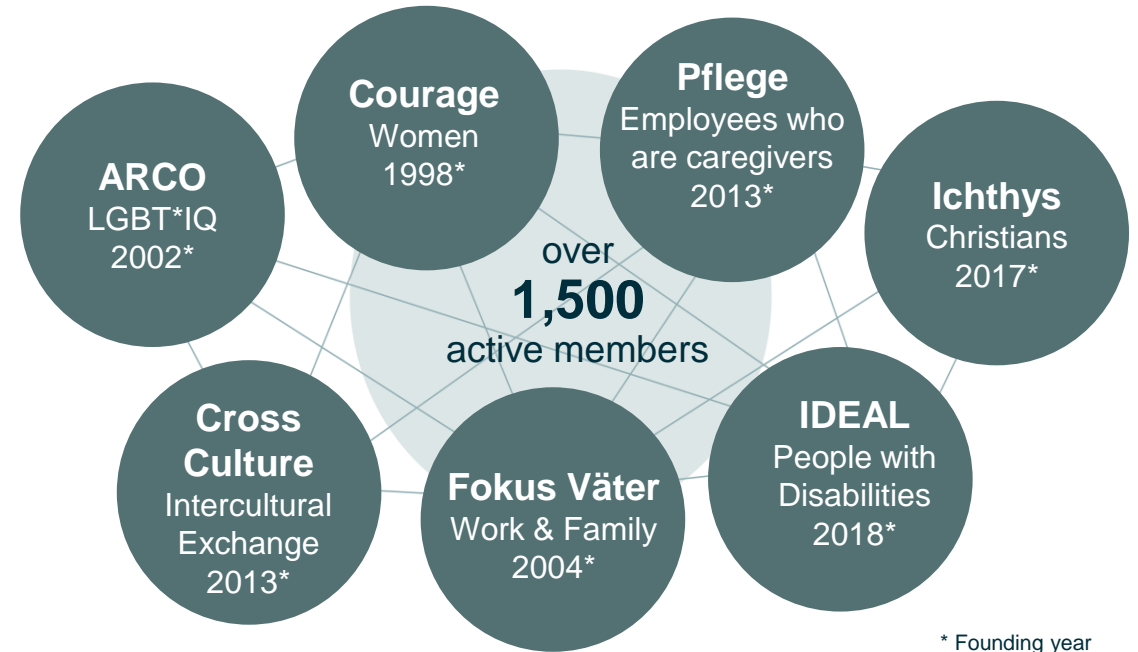 Courage
Women
1998*
Pflege
Employees who
are caregivers
2013*
ARCO
LGBT*IQ
2002*
Ichthys
Christians
2017*
over
1,500
active members
Cross
Culture
Intercultural
Exchange
2013*
Fokus Väter
Work & Family
2004*
IDEAL
People with
Disabilities
2018*
* Founding year